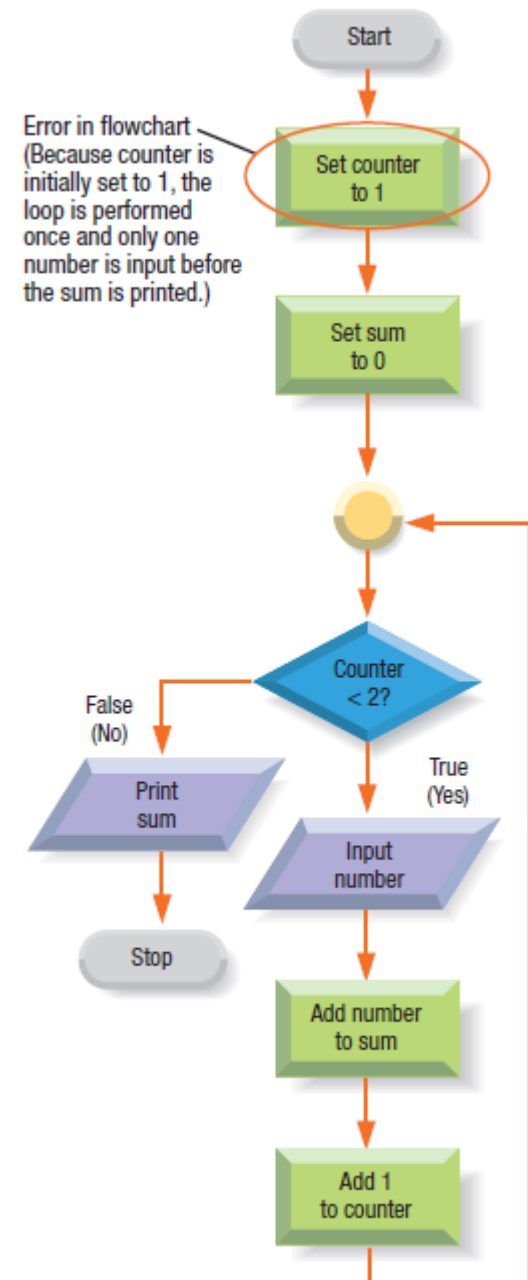 Start
Error in flowchart
(Because counter is
initially set to 1, the
loop is performed
once and only one
number is input before
the sum is printed.)
Set counter
to 1
Set sum
to 0
Counter
< 2?
False
(No)
True
(Yes)
Print
sum
Input
number
Stop
Add number
to sum
Add 1
to counter